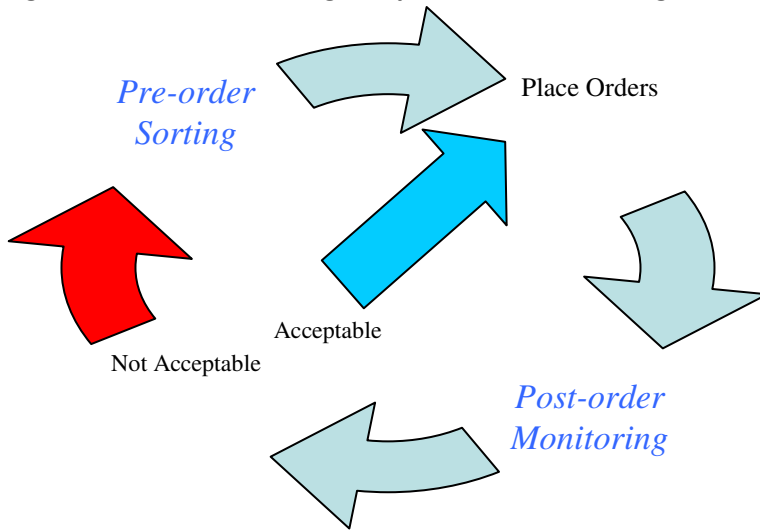 Pre-order
Sorting
Place Orders
Acceptable
Not Acceptable
Post-order
Monitoring